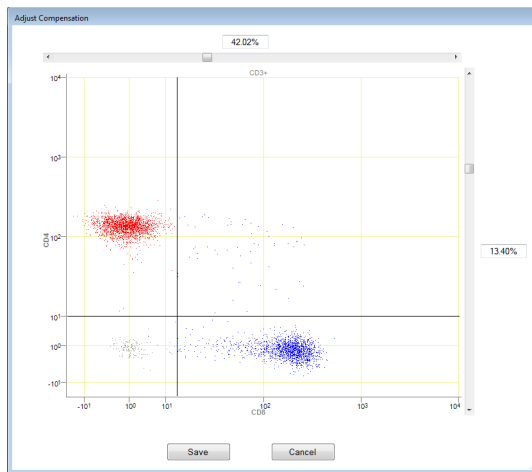 Adjust Compensation
42.02%
CD3+
10⁴
10³
CD4
10²
13.40%
10¹
10⁰
-10¹
-10¹ 10⁰ 10¹ 10² 10³ 10⁴
CD8
Save Cancel